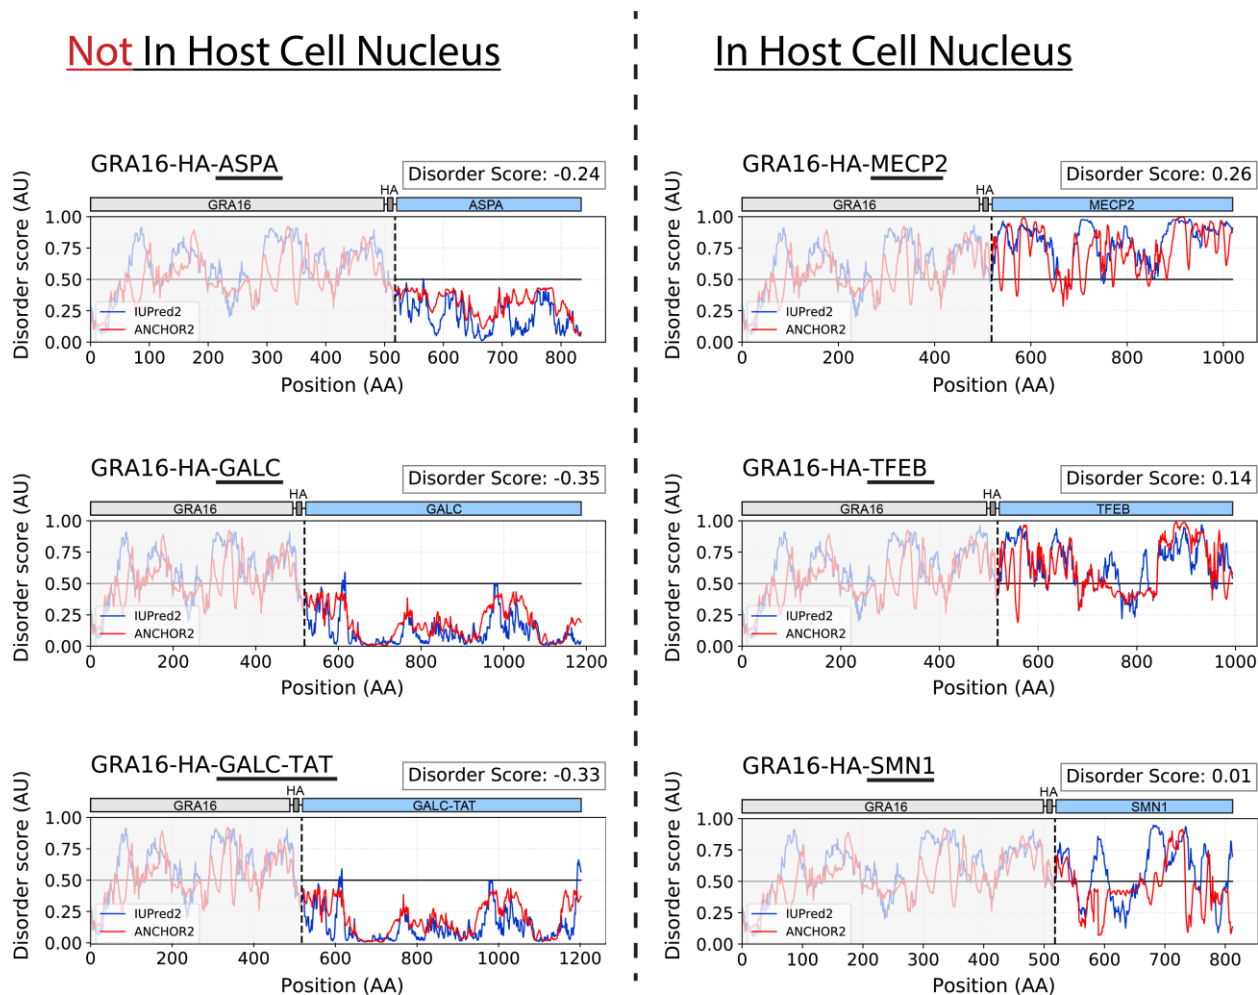 Not In Host Cell Nucleus
GRA16-HA-ASPA
Disorder Score: -0.24
HA
GRA16
ASPA
Disorder score (AU)
1.00
0.75
0.50
0.25
0.00
IUPred2
ANCHOR2
0 100 200 300 400 500 600 700 800
Position (AA)
GRA16-HA-GALC
Disorder Score: -0.35
HA
GRA16
GALC
Disorder score (AU)
1.00
0.75
0.50
0.25
0.00
IUPred2
ANCHOR2
0 200 400 600 800 1000 1200
Position (AA)
GRA16-HA-GALC-TAT
Disorder Score: -0.33
HA
GRA16
GALC-TAT
Disorder score (AU)
1.00
0.75
0.50
0.25
0.00
IUPred2
ANCHOR2
0 200 400 600 800 1000 1200
Position (AA)
In Host Cell Nucleus
GRA16-HA-MECP2
Disorder Score: 0.26
HA
GRA16
MECP2
Disorder score (AU)
1.00
0.75
0.50
0.25
0.00
IUPred2
ANCHOR2
0 200 400 600 800 1000
Position (AA)
GRA16-HA-TFEB
Disorder Score: 0.14
HA
GRA16
TFEB
Disorder score (AU)
1.00
0.75
0.50
0.25
0.00
IUPred2
ANCHOR2
0 200 400 600 800 1000
Position (AA)
GRA16-HA-SMN1
Disorder Score: 0.01
HA
GRA16
SMN1
Disorder score (AU)
1.00
0.75
0.50
0.25
0.00
IUPred2
ANCHOR2
0 100 200 300 400 500 600 700 800
Position (AA)